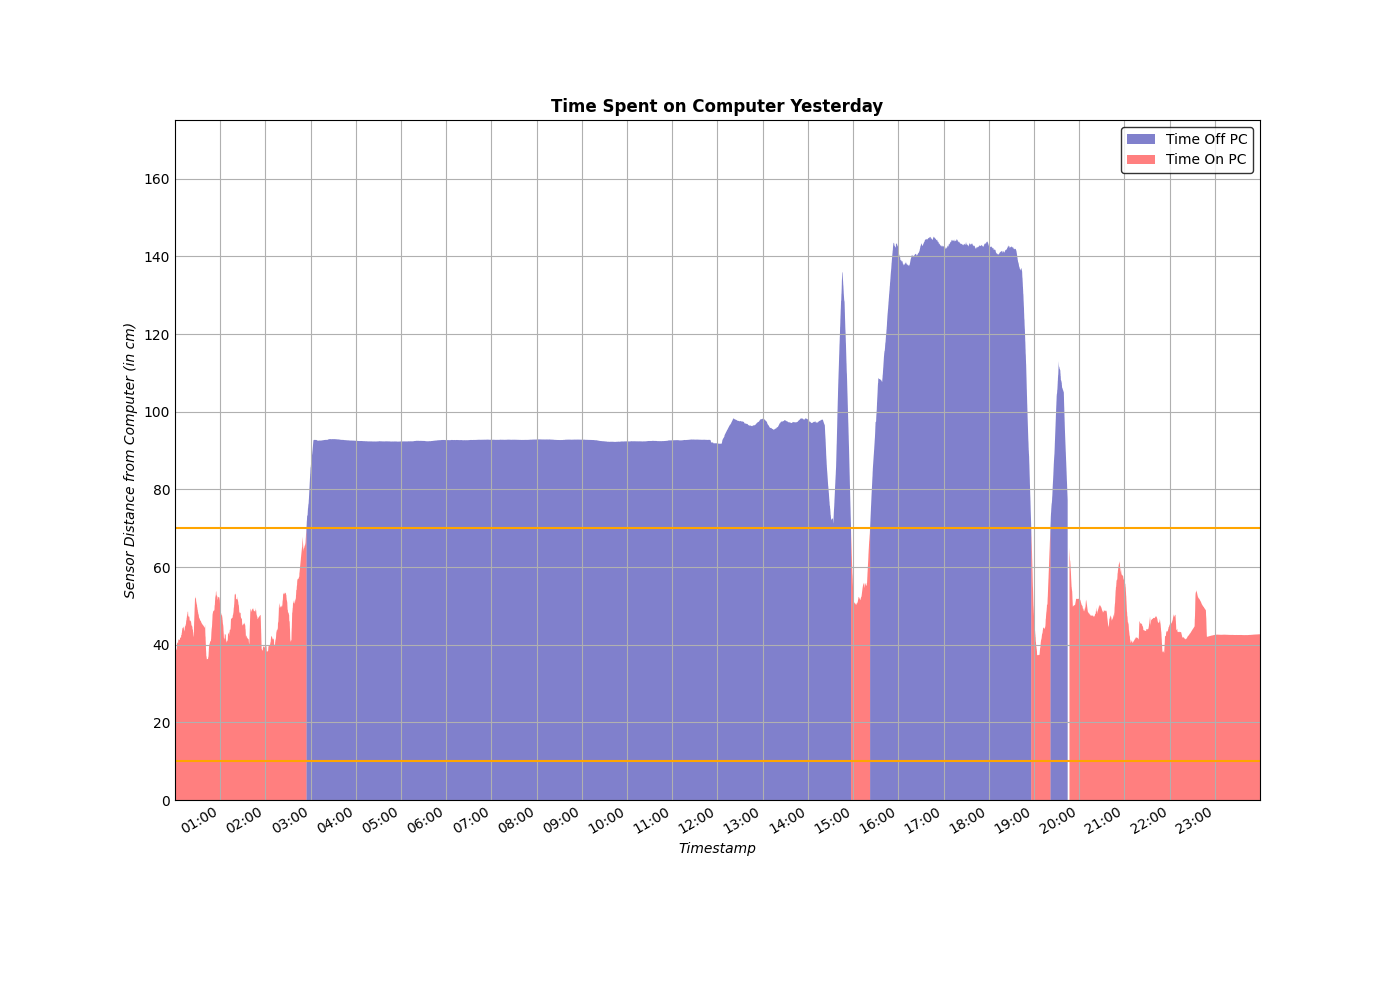 Time Spent on Computer Yesterday
Time Off PC
Time On PC
160
140
120
100
80
60
40
20
0
Sensor Distance from Computer (in cm)
01:00 02:00 03:00 04:00 05:00 06:00 07:00 08:00 09:00 10:00 11:00 12:00 13:00 14:00 15:00 16:00 17:00 18:00 19:00 20:00 21:00 22:00 23:00
Timestamp